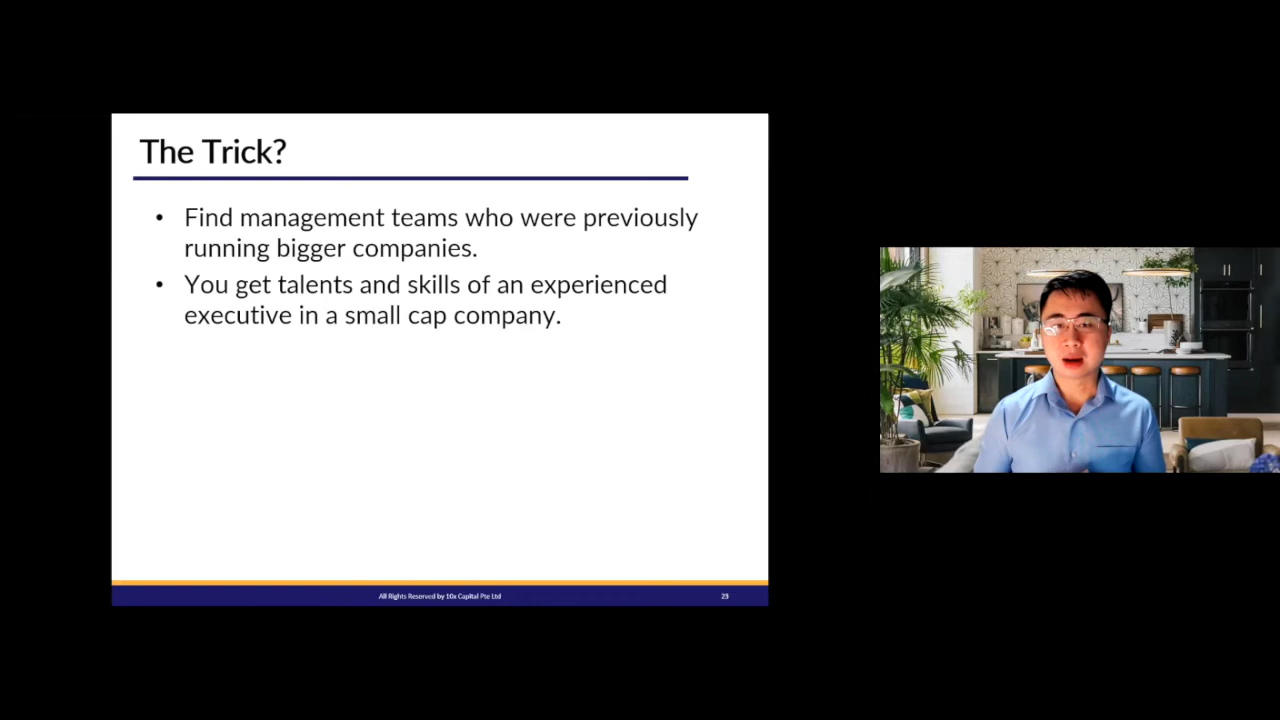 The Trick?
• Find management teams who were previously
running bigger companies.
• You get talents and skills of an experienced
executive in a small cap company.
All Rights Reserved by 10x Capital Pte Ltd
23